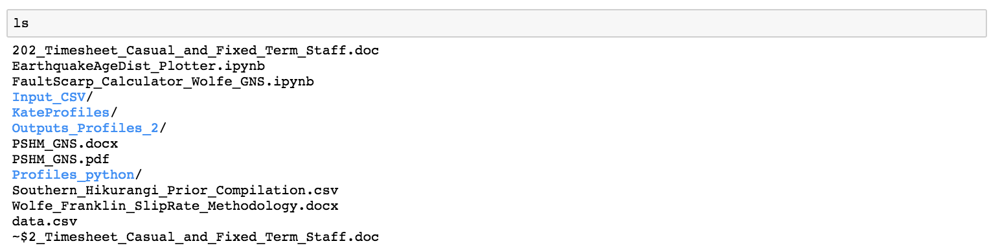 ls
202_Timesheet_Casual_and_Fixed_Term_Staff.doc
EarthquakeAgeDist_Plotter.ipynb
FaultScarp_Calculator_Wolfe_GNS.ipynb
Input_CSV/
KateProfiles/
Outputs_Profiles_2/
PSHM_GNS.docx
PSHM_GNS.pdf
Profiles_python/
Southern_Hikurangi_Prior_Compilation.csv
Wolfe_Franklin_SlipRate_Methodology.docx
data.csv
~$2_Timesheet_Casual_and_Fixed_Term_Staff.doc